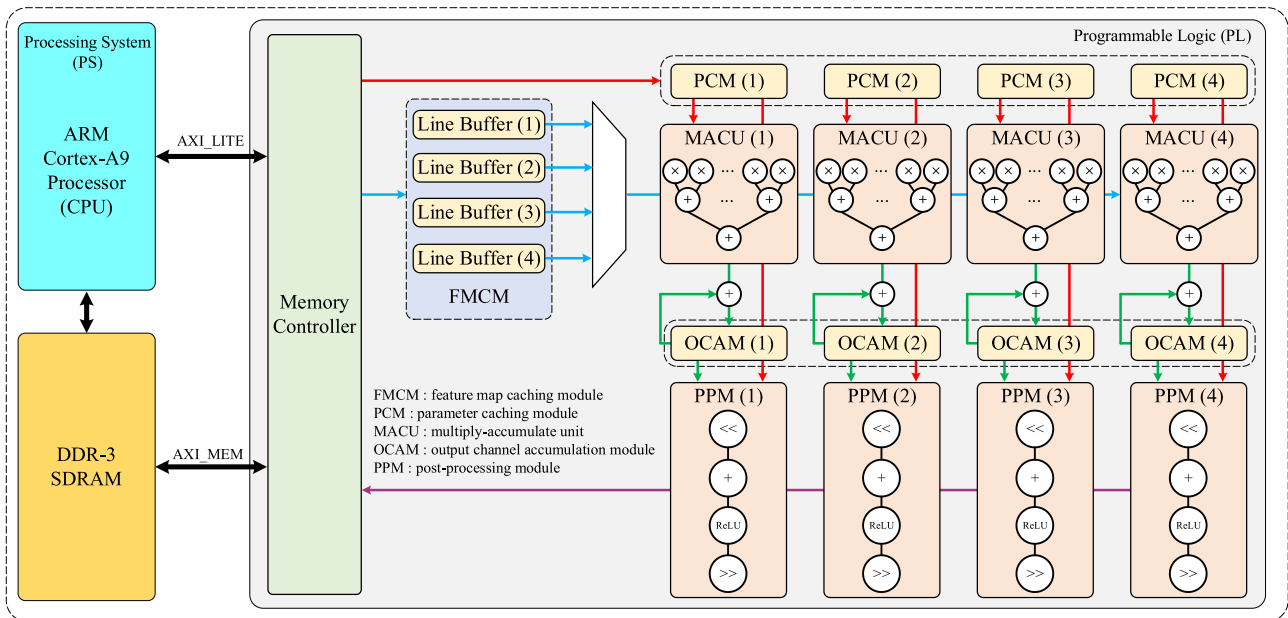 Processing System
(PS)
ARM
Cortex-A9
Processor
(CPU)
DDR-3
SDRAM
AXI_LITE
AXI_MEM
Memory
Controller
Programmable Logic (PL)
PCM (1)
PCM (2)
PCM (3)
PCM (4)
Line Buffer (1)
Line Buffer (2)
Line Buffer (3)
Line Buffer (4)
FMCM
MACU (1)
× × ... × ×
+ ... +
+
MACU (2)
× × ... × ×
+ ... +
+
MACU (3)
× × ... × ×
+ ... +
+
MACU (4)
× × ... × ×
+ ... +
+
+
+
+
+
OCAM (1)
OCAM (2)
OCAM (3)
OCAM (4)
FMCM : feature map caching module
PCM : parameter caching module
MACU : multiply-accumulate unit
OCAM : output channel accumulation module
PPM : post-processing module
PPM (1)
<<
+
ReLU
>>
PPM (2)
<<
+
ReLU
>>
PPM (3)
<<
+
ReLU
>>
PPM (4)
<<
+
ReLU
>>